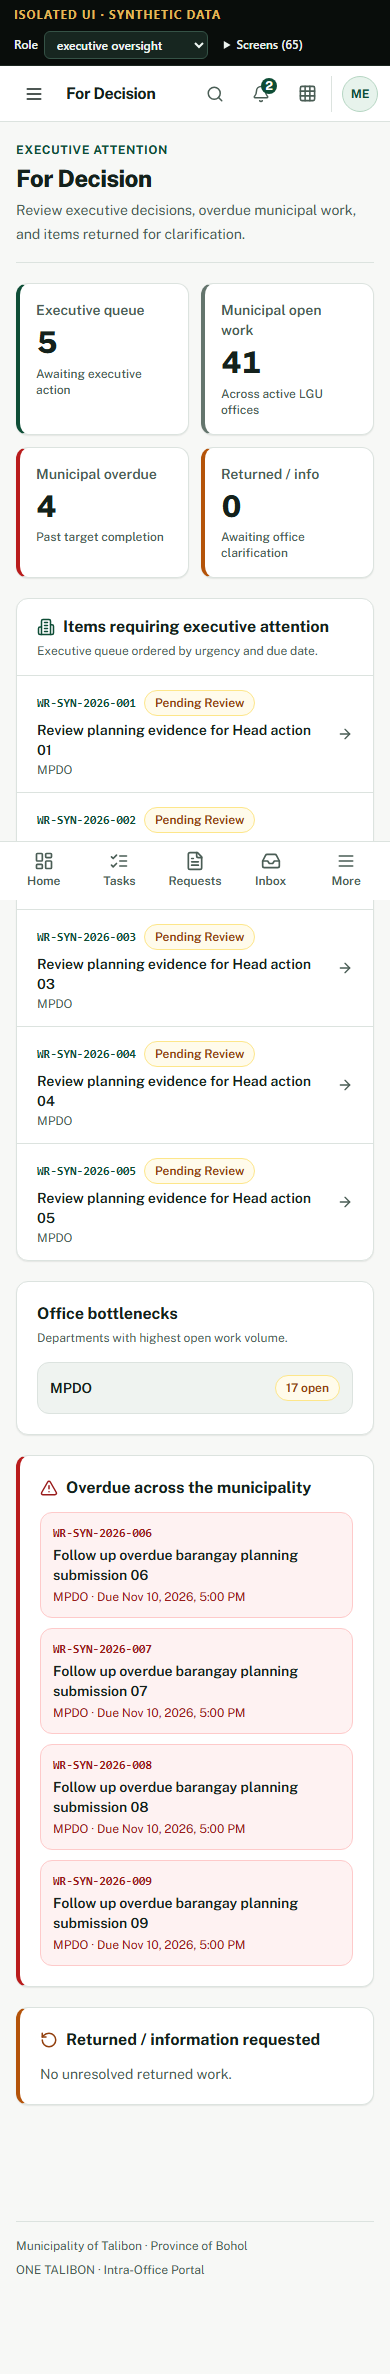 ISOLATED UI · SYNTHETIC DATA
Role executive oversight ▶ Screens (65)
For Decision 2 ME
EXECUTIVE ATTENTION
For Decision
Review executive decisions, overdue municipal work,
and items returned for clarification.
Executive queue
5
Awaiting executive
action
Municipal open
work
41
Across active LGU
offices
Municipal overdue
4
Past target completion
Returned / info
0
Awaiting office
clarification
Items requiring executive attention
Executive queue ordered by urgency and due date.
WR-SYN-2026-001 Pending Review
Review planning evidence for Head action
01
MPDO
WR-SYN-2026-002 Pending Review
Home Tasks Requests Inbox More
WR-SYN-2026-003 Pending Review
Review planning evidence for Head action
03
MPDO
WR-SYN-2026-004 Pending Review
Review planning evidence for Head action
04
MPDO
WR-SYN-2026-005 Pending Review
Review planning evidence for Head action
05
MPDO
Office bottlenecks
Departments with highest open work volume.
MPDO 17 open
Overdue across the municipality
WR-SYN-2026-006
Follow up overdue barangay planning
submission 06
MPDO · Due Nov 10, 2026, 5:00 PM
WR-SYN-2026-007
Follow up overdue barangay planning
submission 07
MPDO · Due Nov 10, 2026, 5:00 PM
WR-SYN-2026-008
Follow up overdue barangay planning
submission 08
MPDO · Due Nov 10, 2026, 5:00 PM
WR-SYN-2026-009
Follow up overdue barangay planning
submission 09
MPDO · Due Nov 10, 2026, 5:00 PM
Returned / information requested
No unresolved returned work.
Municipality of Talibon · Province of Bohol
ONE TALIBON · Intra-Office Portal